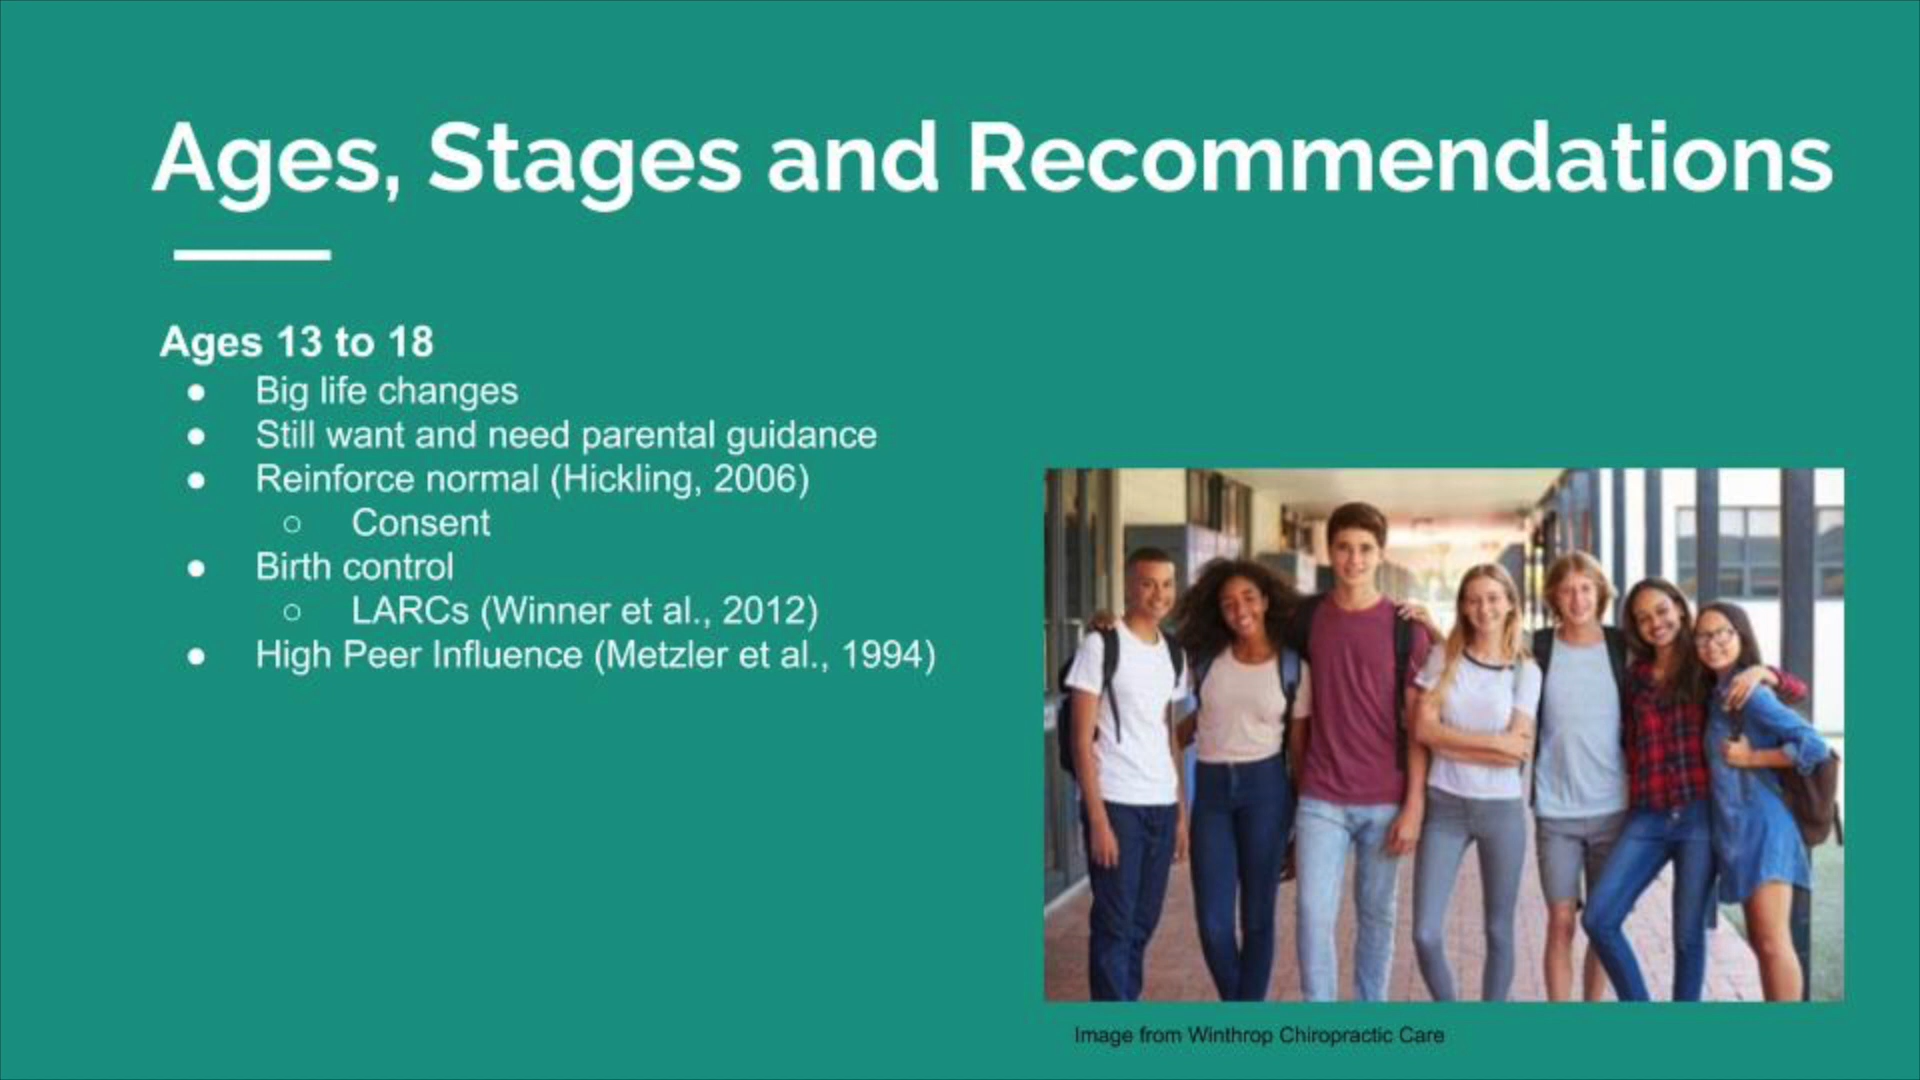 Ages, Stages and Recommendations
Ages 13 to 18
● Big life changes
● Still want and need parental guidance
● Reinforce normal (Hickling, 2006)
○ Consent
● Birth control
○ LARCs (Winner et al., 2012)
● High Peer Influence (Metzler et al., 1994)
Image from Winthrop Chiropractic Care